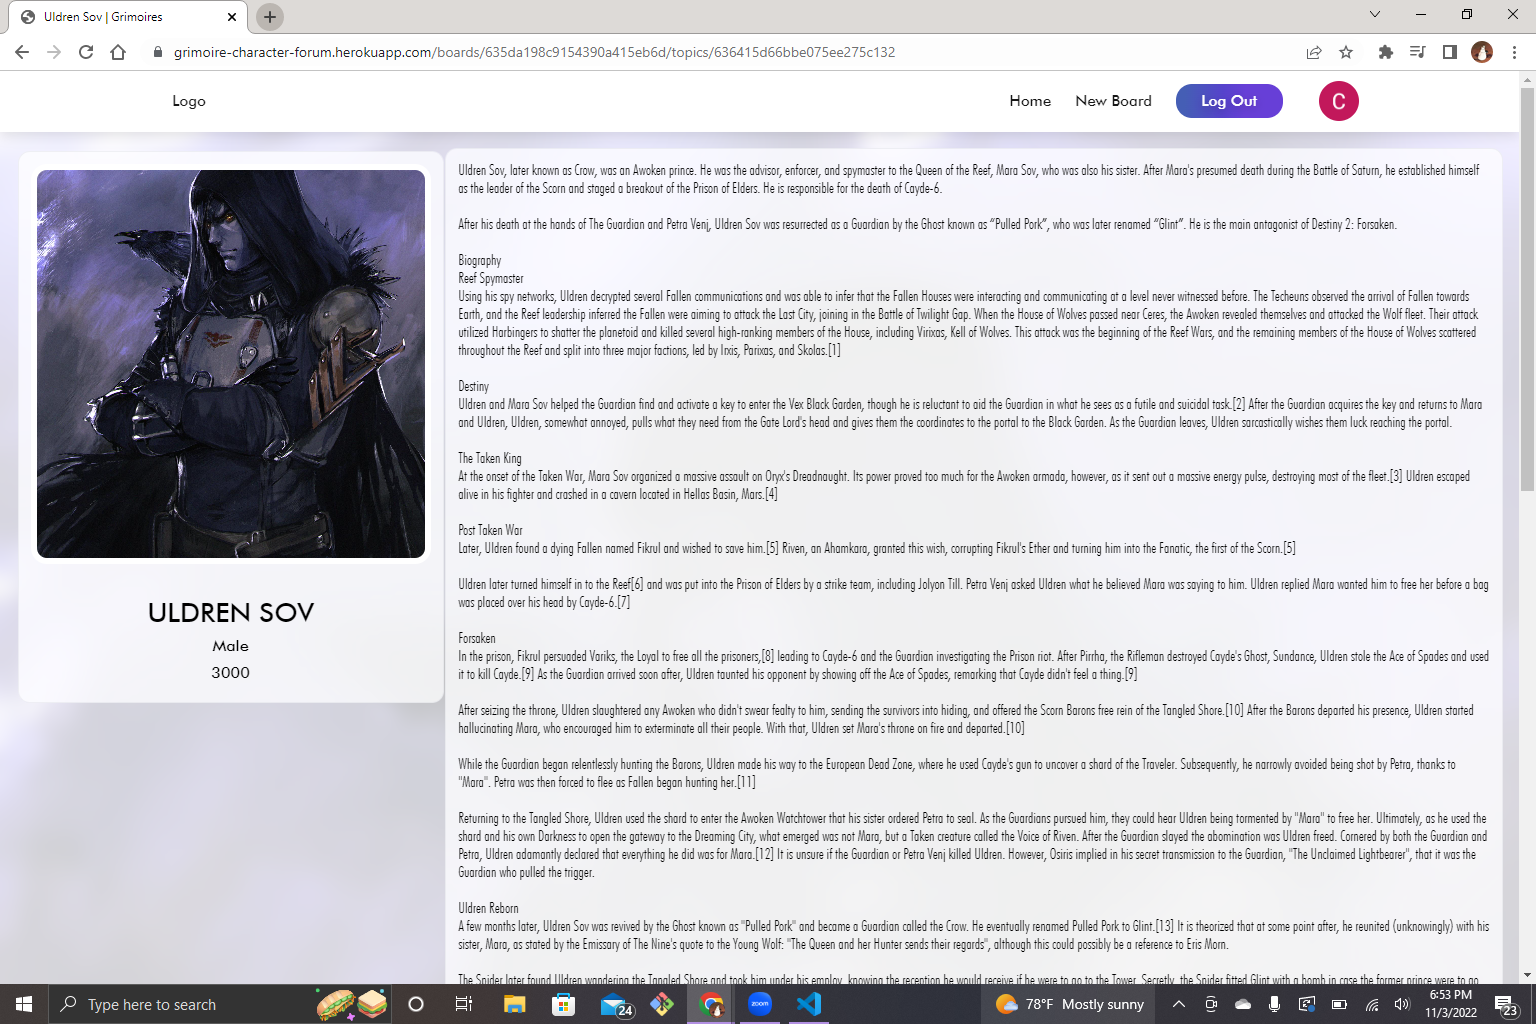 Uldren Sov | Grimoires
grimoire-character-forum.herokuapp.com/boards/635da198c9154390a415eb6d/topics/636415d66bbe075ee275c132
Logo
Home
New Board
Log Out
C
ULDREN SOV
Male
3000
Uldren Sov, later known as Crow, was an Awoken prince. He was the advisor, enforcer, and spymaster to the Queen of the Reef, Mara Sov, who was also his sister. After Mara's presumed death during the Battle of Saturn, he established himself
as the leader of the Scorn and staged a breakout of the Prison of Elders. He is responsible for the death of Cayde-6.
After his death at the hands of The Guardian and Petra Venj, Uldren Sov was resurrected as a Guardian by the Ghost known as “Pulled Pork”, who was later renamed “Glint”. He is the main antagonist of Destiny 2: Forsaken.
Biography
Reef Spymaster
Using his spy networks, Uldren decrypted several Fallen communications and was able to infer that the Fallen Houses were interacting and communicating at a level never witnessed before. The Techeuns observed the arrival of Fallen towards
Earth, and the Reef leadership inferred the Fallen were aiming to attack the Last City, joining in the Battle of Twilight Gap. When the House of Wolves passed near Ceres, the Awoken revealed themselves and attacked the Wolf fleet. Their attack
utilized Harbingers to shatter the planetoid and killed several high-ranking members of the House, including Virixas, Kell of Wolves. This attack was the beginning of the Reef Wars, and the remaining members of the House of Wolves scattered
throughout the Reef and split into three major factions, led by Irxis, Parixas, and Skolas.[1]
Destiny
Uldren and Mara Sov helped the Guardian find and activate a key to enter the Vex Black Garden, though he is reluctant to aid the Guardian in what he sees as a futile and suicidal task.[2] After the Guardian acquires the key and returns to Mara
and Uldren, Uldren, somewhat annoyed, pulls what they need from the Gate Lord's head and gives them the coordinates to the portal to the Black Garden. As the Guardian leaves, Uldren sarcastically wishes them luck reaching the portal.
The Taken King
At the onset of the Taken War, Mara Sov organized a massive assault on Oryx's Dreadnaught. Its power proved too much for the Awoken armada, however, as it sent out a massive energy pulse, destroying most of the fleet.[3] Uldren escaped
alive in his fighter and crashed in a cavern located in Hellas Basin, Mars.[4]
Post Taken War
Later, Uldren found a dying Fallen named Fikrul and wished to save him.[5] Riven, an Ahamkara, granted this wish, corrupting Fikrul's Ether and turning him into the Fanatic, the first of the Scorn.[5]
Uldren later turned himself in to the Reef[6] and was put into the Prison of Elders by a strike team, including Jolyon Till. Petra Venj asked Uldren what he believed Mara was saying to him. Uldren replied Mara wanted him to free her before a bag
was placed over his head by Cayde-6.[7]
Forsaken
In the prison, Fikrul persuaded Variks, the Loyal to free all the prisoners,[8] leading to Cayde-6 and the Guardian investigating the Prison riot. After Pirrha, the Rifleman destroyed Cayde's Ghost, Sundance, Uldren stole the Ace of Spades and used
it to kill Cayde.[9] As the Guardian arrived soon after, Uldren taunted his opponent by showing off the Ace of Spades, remarking that Cayde didn't feel a thing.[9]
After seizing the throne, Uldren slaughtered any Awoken who didn't swear fealty to him, sending the survivors into hiding, and offered the Scorn Barons free rein of the Tangled Shore.[10] After the Barons departed his presence, Uldren started
hallucinating Mara, who encouraged him to exterminate all their people. With that, Uldren set Mara's throne on fire and departed.[10]
While the Guardian began relentlessly hunting the Barons, Uldren made his way to the European Dead Zone, where he used Cayde's gun to uncover a shard of the Traveler. Subsequently, he narrowly avoided being shot by Petra, thanks to
"Mara". Petra was then forced to flee as Fallen began hunting her.[11]
Returning to the Tangled Shore, Uldren used the shard to enter the Awoken Watchtower that his sister ordered Petra to seal. As the Guardians pursued him, they could hear Uldren being tormented by "Mara" to free her. Ultimately, as he used the
shard and his own Darkness to open the gateway to the Dreaming City, what emerged was not Mara, but a Taken creature called the Voice of Riven. After the Guardian slayed the abomination was Uldren freed. Cornered by both the Guardian and
Petra, Uldren adamantly declared that everything he did was for Mara.[12] It is unsure if the Guardian or Petra Venj killed Uldren. However, Osiris implied in his secret transmission to the Guardian, "The Unclaimed Lightbearer", that it was the
Guardian who pulled the trigger.
Uldren Reborn
A few months later, Uldren Sov was revived by the Ghost known as "Pulled Pork" and became a Guardian called the Crow. He eventually renamed Pulled Pork to Glint.[13] It is theorized that at some point after, he reunited (unknowingly) with his
sister, Mara, as stated by the Emissary of The Nine's quote to the Young Wolf: "The Queen and her Hunter sends their regards", although this could possibly be a reference to Eris Morn.
The Spider later found Uldren wandering the Tangled Shore and took him under his employ, knowing the reception he would receive if he were to go to the Tower. Secretly, the Spider fitted Glint with a bomb in case the former prince were to go
Type here to search
24
zoom
78°F Mostly sunny
6:53 PM
11/3/2022
23